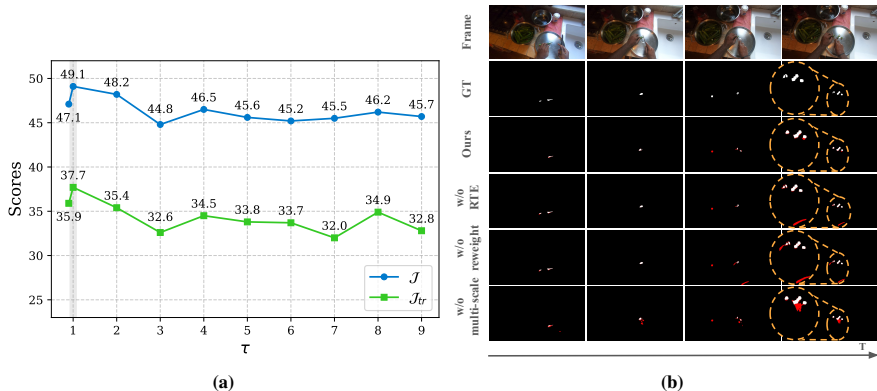 50
45
40
35
30
25
Scores
49.1
48.2
47.1
44.8
46.5
45.6
45.2
45.5
46.2
45.7
37.7
35.9
35.4
32.6
34.5
33.8
33.7
32.0
34.9
32.8
𝒥
𝒥tr
1 2 3 4 5 6 7 8 9
τ
(a)
Frame
GT
Ours
w/o
RTE
w/o
reweight
w/o
multi-scale
T
(b)